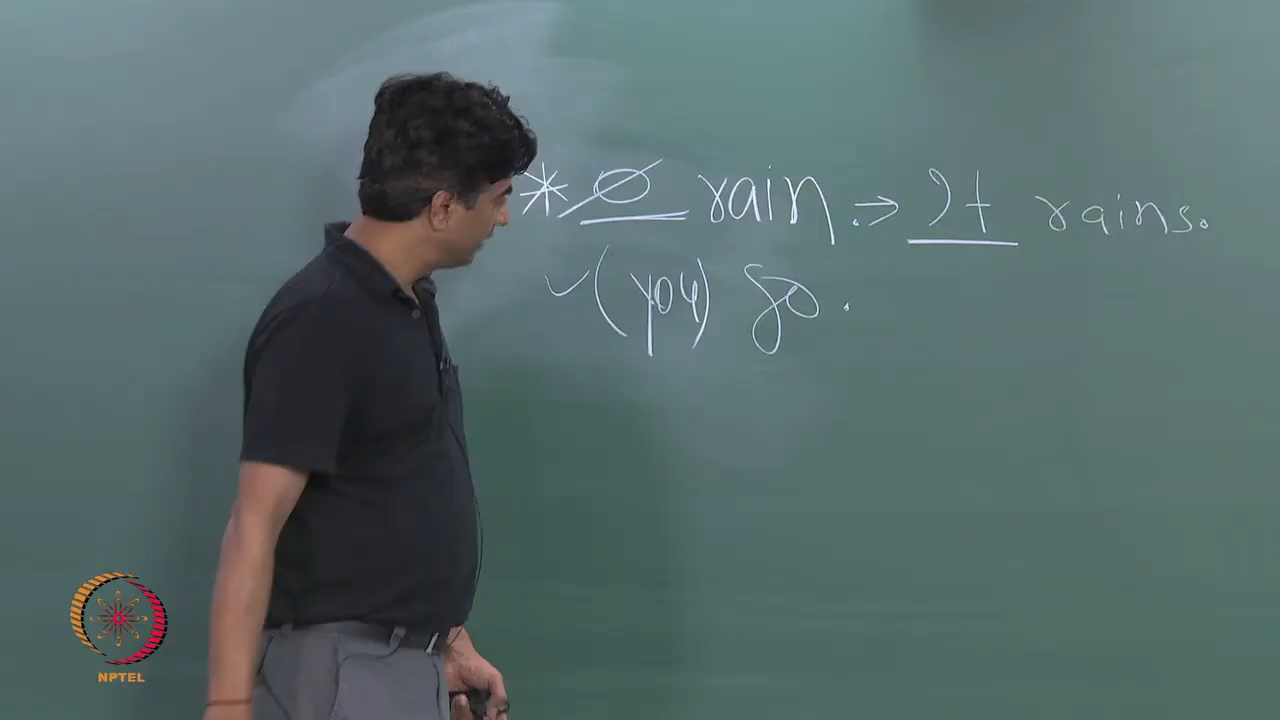 * ∅ rain. → It rains.
✓ (you) go.
NPTEL